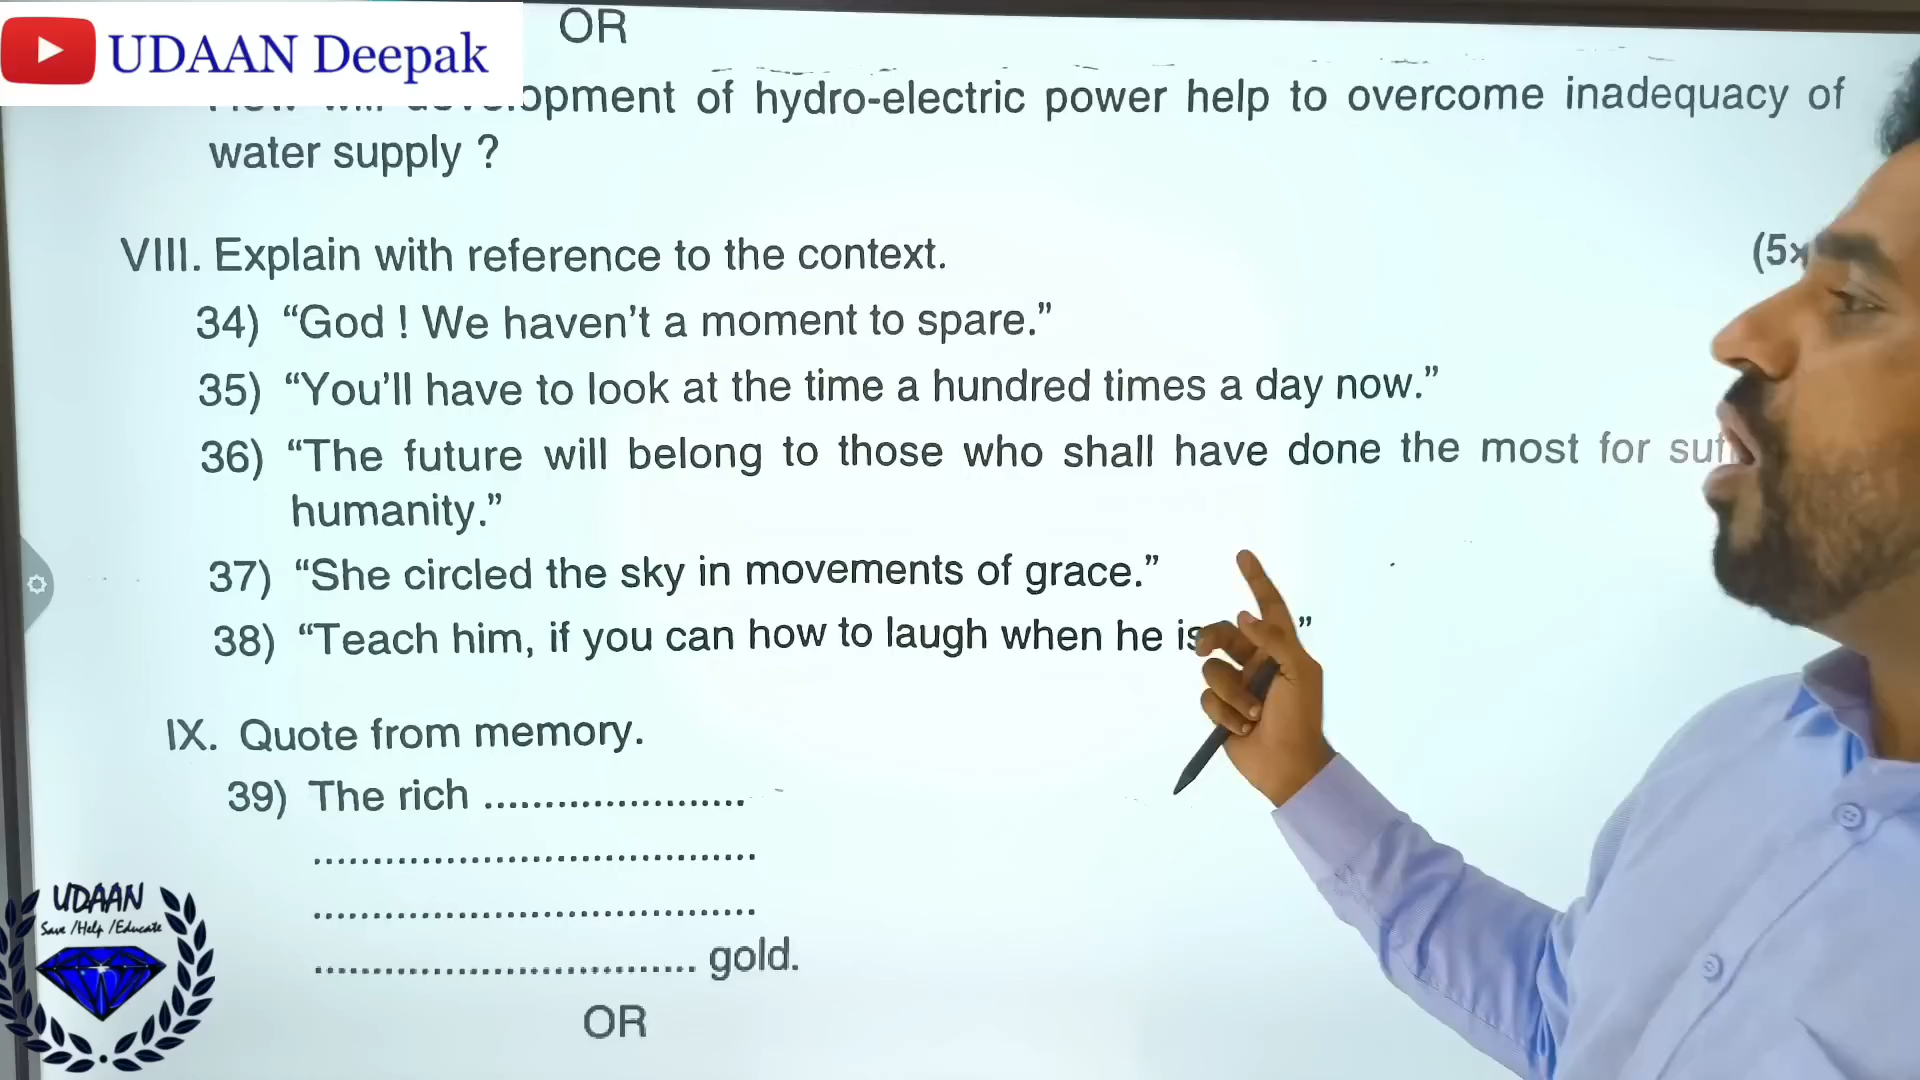 UDAAN Deepak
OR
of hydro-electric power help to overcome inadequacy of
water supply ?
VIII. Explain with reference to the context. (5×
34) “God ! We haven’t a moment to spare.”
35) “You’ll have to look at the time a hundred times a day now.”
36) “The future will belong to those who shall have done the most for
humanity.”
37) “She circled the sky in movements of grace.”
38) “Teach him, if you can how to laugh when he is ”
IX. Quote from memory.
39) The rich ......................
.....................................
.....................................
................................ gold.
OR
UDAAN
Save /Help /Educate